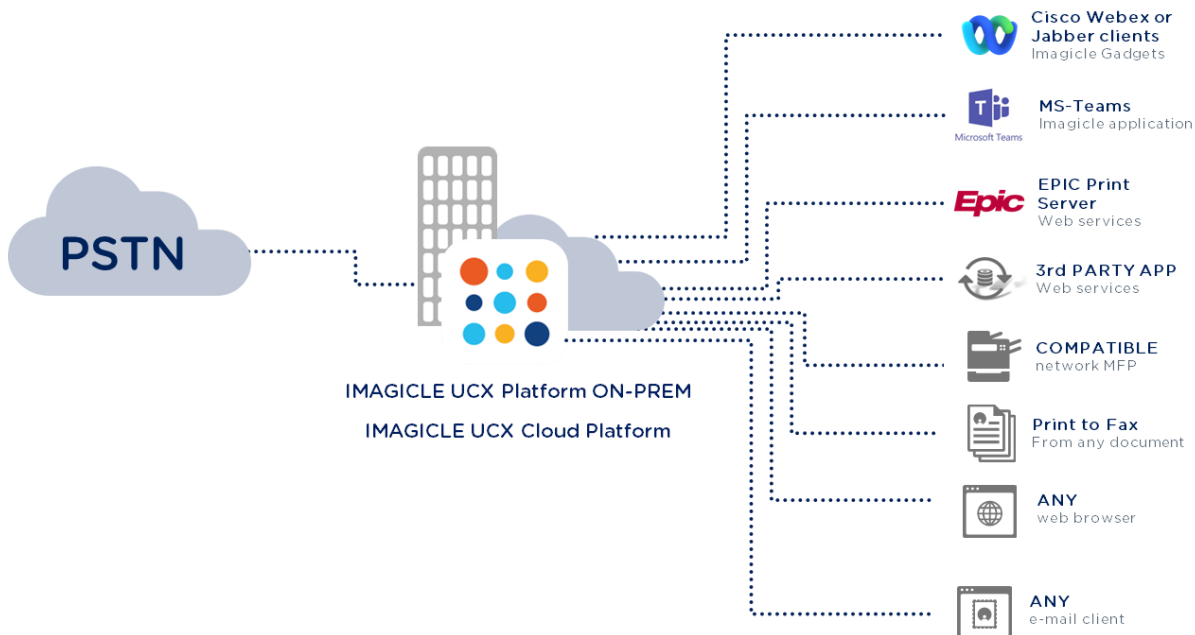 PSTN
IMAGICLE UCX Platform ON-PREM
IMAGICLE UCX Cloud Platform
Cisco Webex or
Jabber clients
Imagicle Gadgets
T
Microsoft Teams
MS-Teams
Imagicle application
Epic
EPIC Print
Server
Web services
3rd PARTY APP
Web services
COMPATIBLE
network MFP
Print to Fax
From any document
ANY
web browser
ANY
e-mail client